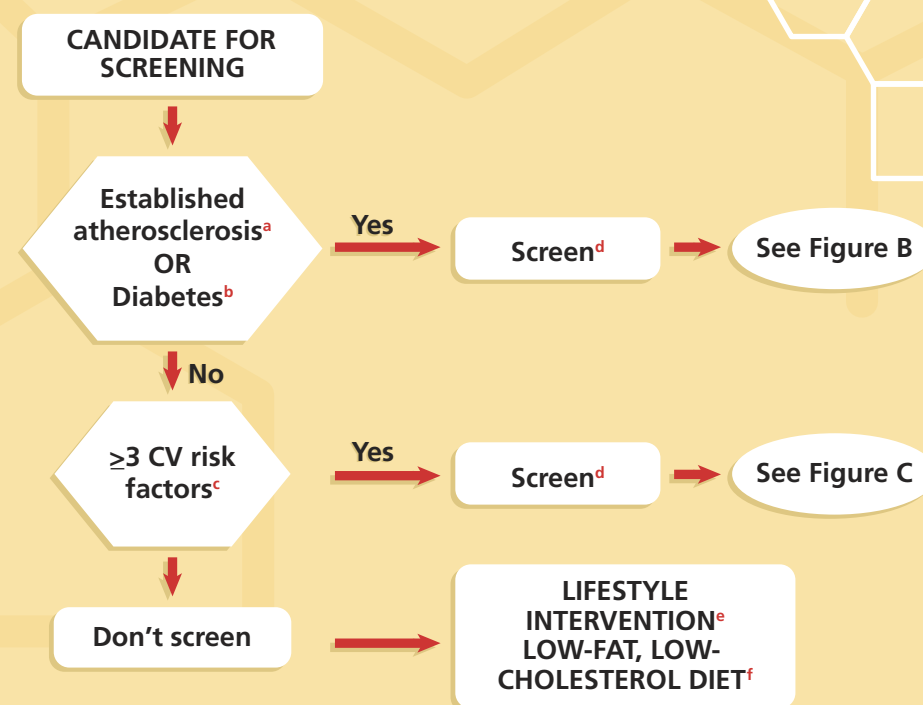 CANDIDATE FOR
SCREENING
Established
atherosclerosisᵃ
OR
Diabetesᵇ
Yes
Screenᵈ
See Figure B
No
≥3 CV risk
factorsᶜ
Yes
Screenᵈ
See Figure C
Don’t screen
LIFESTYLE
INTERVENTIONᵉ
LOW-FAT, LOW-
CHOLESTEROL DIETᶠ